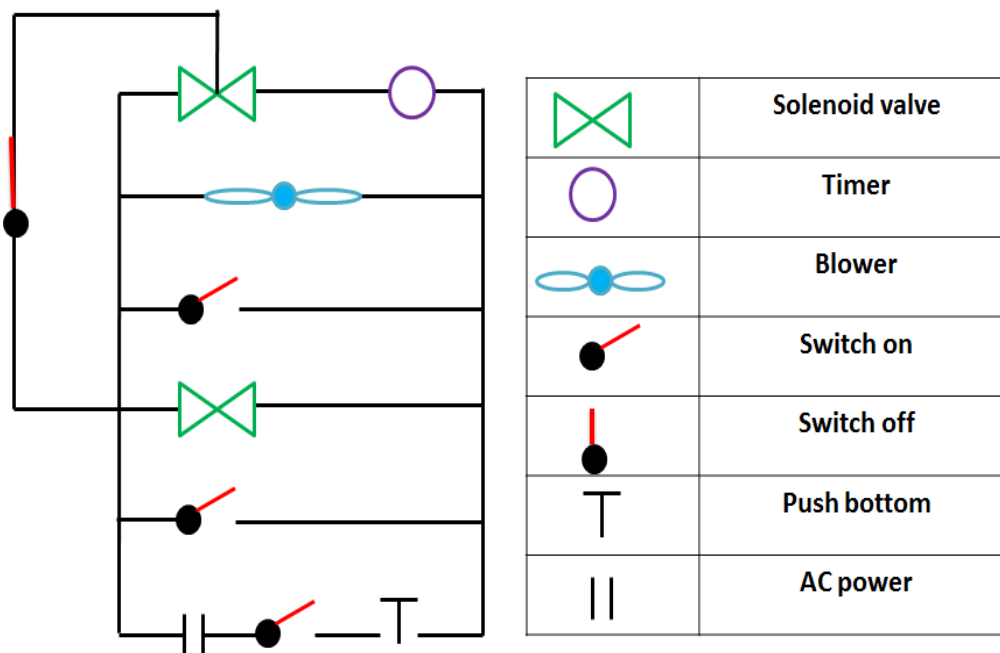 Solenoid valve
Timer
Blower
Switch on
Switch off
Push bottom
AC power